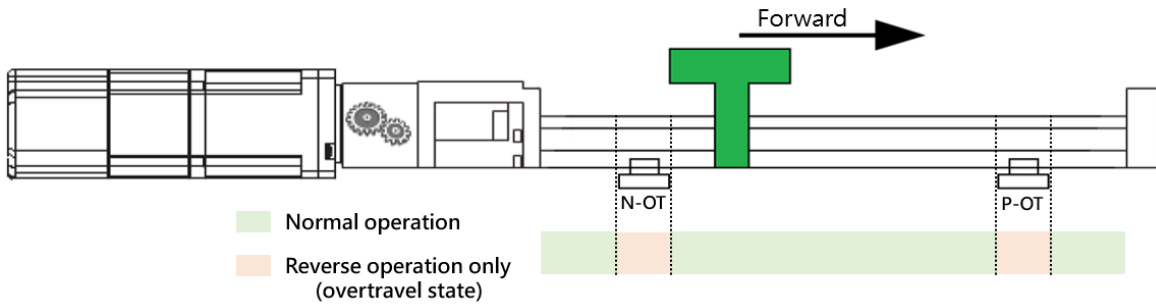 Forward
N-OT
P-OT
Normal operation
Reverse operation only
(overtravel state)